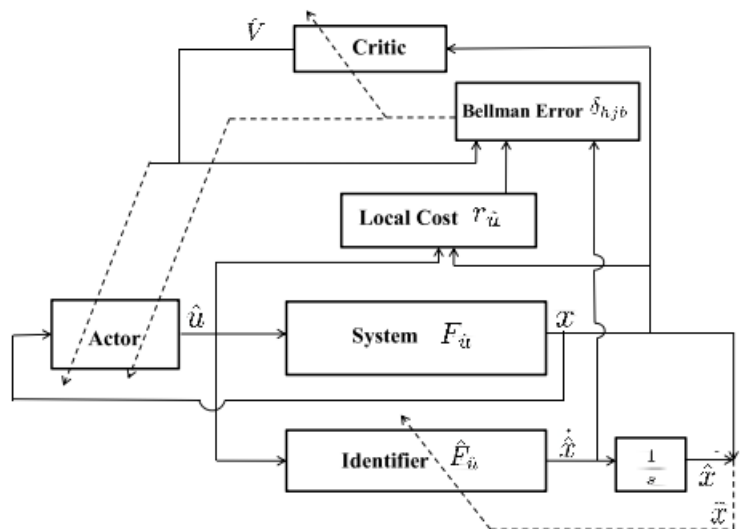 V̂
Critic
Bellman Error δ_hjb
Local Cost r_û
Actor
û
System F_û
x
Identifier F̂_û
x̂̇
1/s
x̂
-
x̃